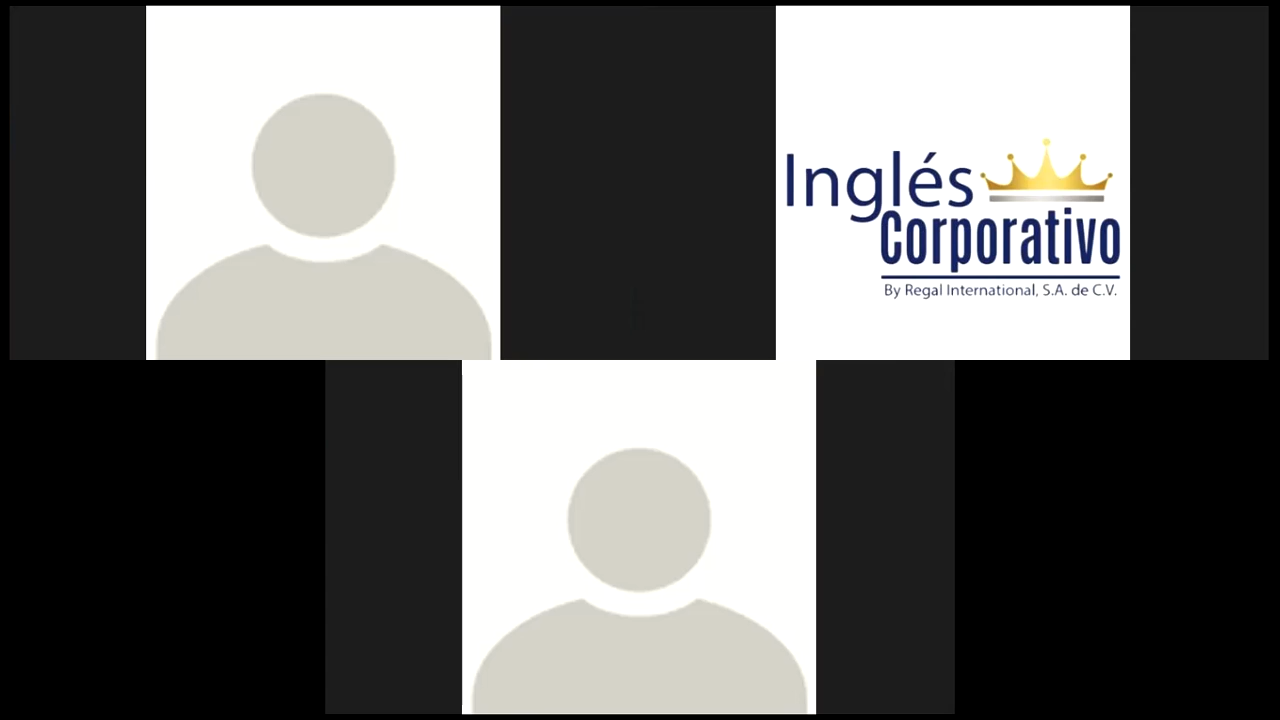 Inglés
Corporativo
By Regal International, S.A. de C.V.